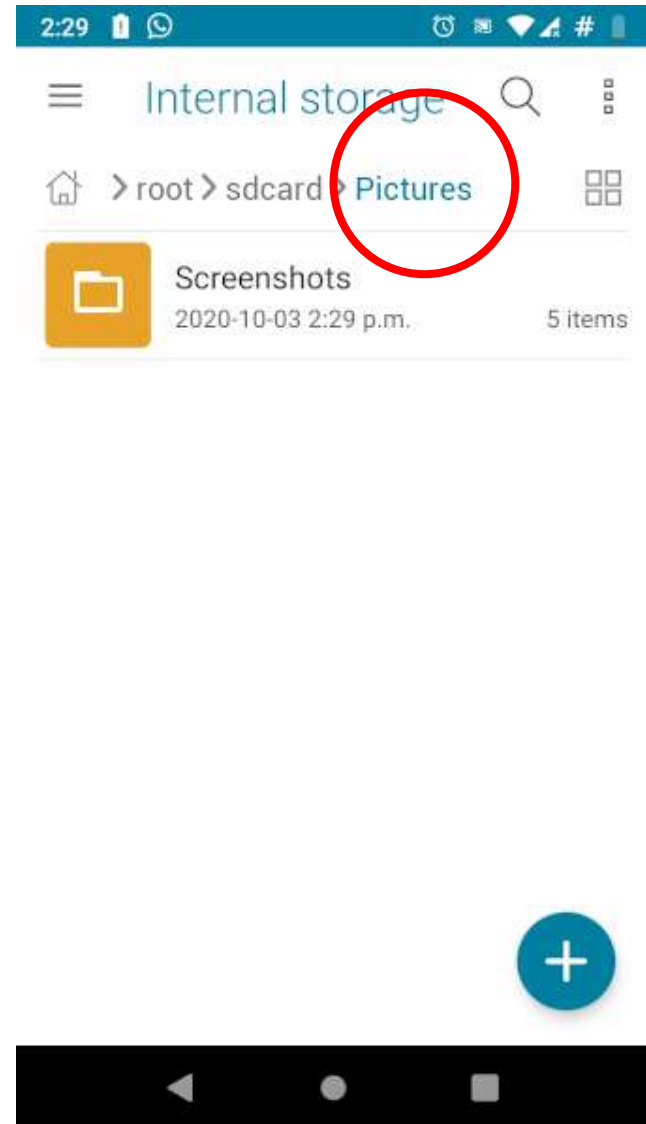 2:29 #
Internal storage
> root > sdcard > Pictures
Screenshots
2020-10-03 2:29 p.m. 5 items